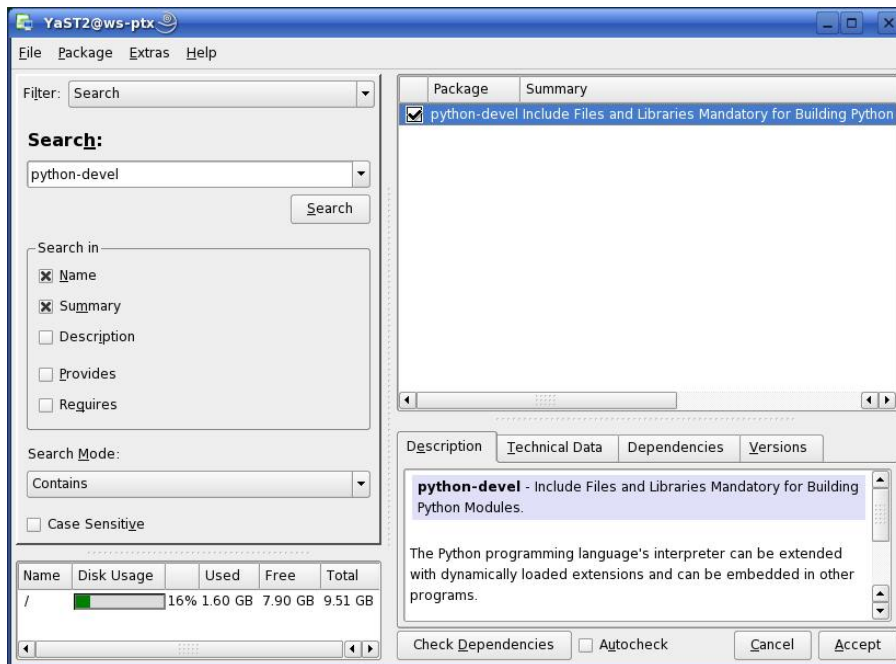 YaST2@ws-ptx
File Package Extras Help
Filter: Search
Search:
python-devel
Search
Search in
Name
Summary
Description
Provides
Requires
Search Mode:
Contains
Case Sensitive
Name Disk Usage Used Free Total
/ 16% 1.60 GB 7.90 GB 9.51 GB
Package Summary
python-devel Include Files and Libraries Mandatory for Building Python
Description Technical Data Dependencies Versions
python-devel - Include Files and Libraries Mandatory for Building
Python Modules.
The Python programming language's interpreter can be extended
with dynamically loaded extensions and can be embedded in other
programs.
Check Dependencies Autocheck Cancel Accept